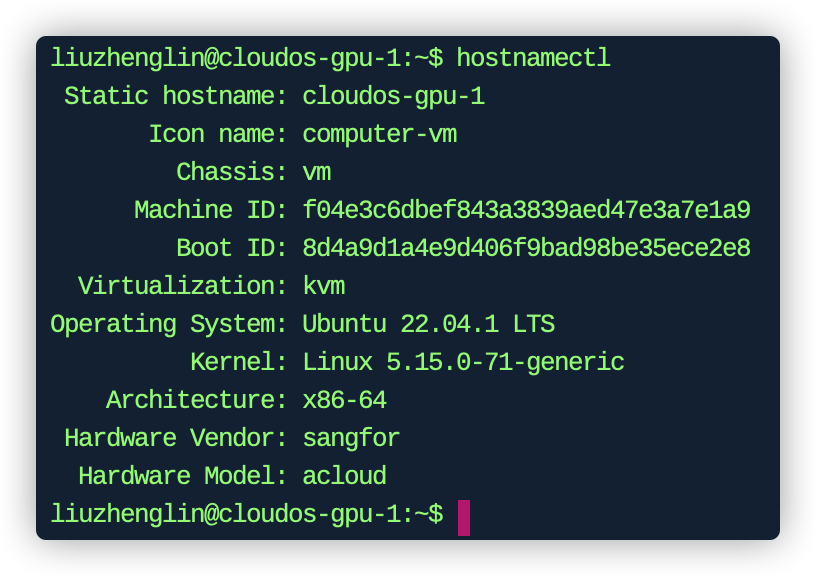 liuzhenglin@cloudos-gpu-1:~$ hostnamectl
Static hostname: cloudos-gpu-1
Icon name: computer-vm
Chassis: vm
Machine ID: f04e3c6dbef843a3839aed47e3a7e1a9
Boot ID: 8d4a9d1a4e9d406f9bad98be35ece2e8
Virtualization: kvm
Operating System: Ubuntu 22.04.1 LTS
Kernel: Linux 5.15.0-71-generic
Architecture: x86-64
Hardware Vendor: sangfor
Hardware Model: acloud
liuzhenglin@cloudos-gpu-1:~$